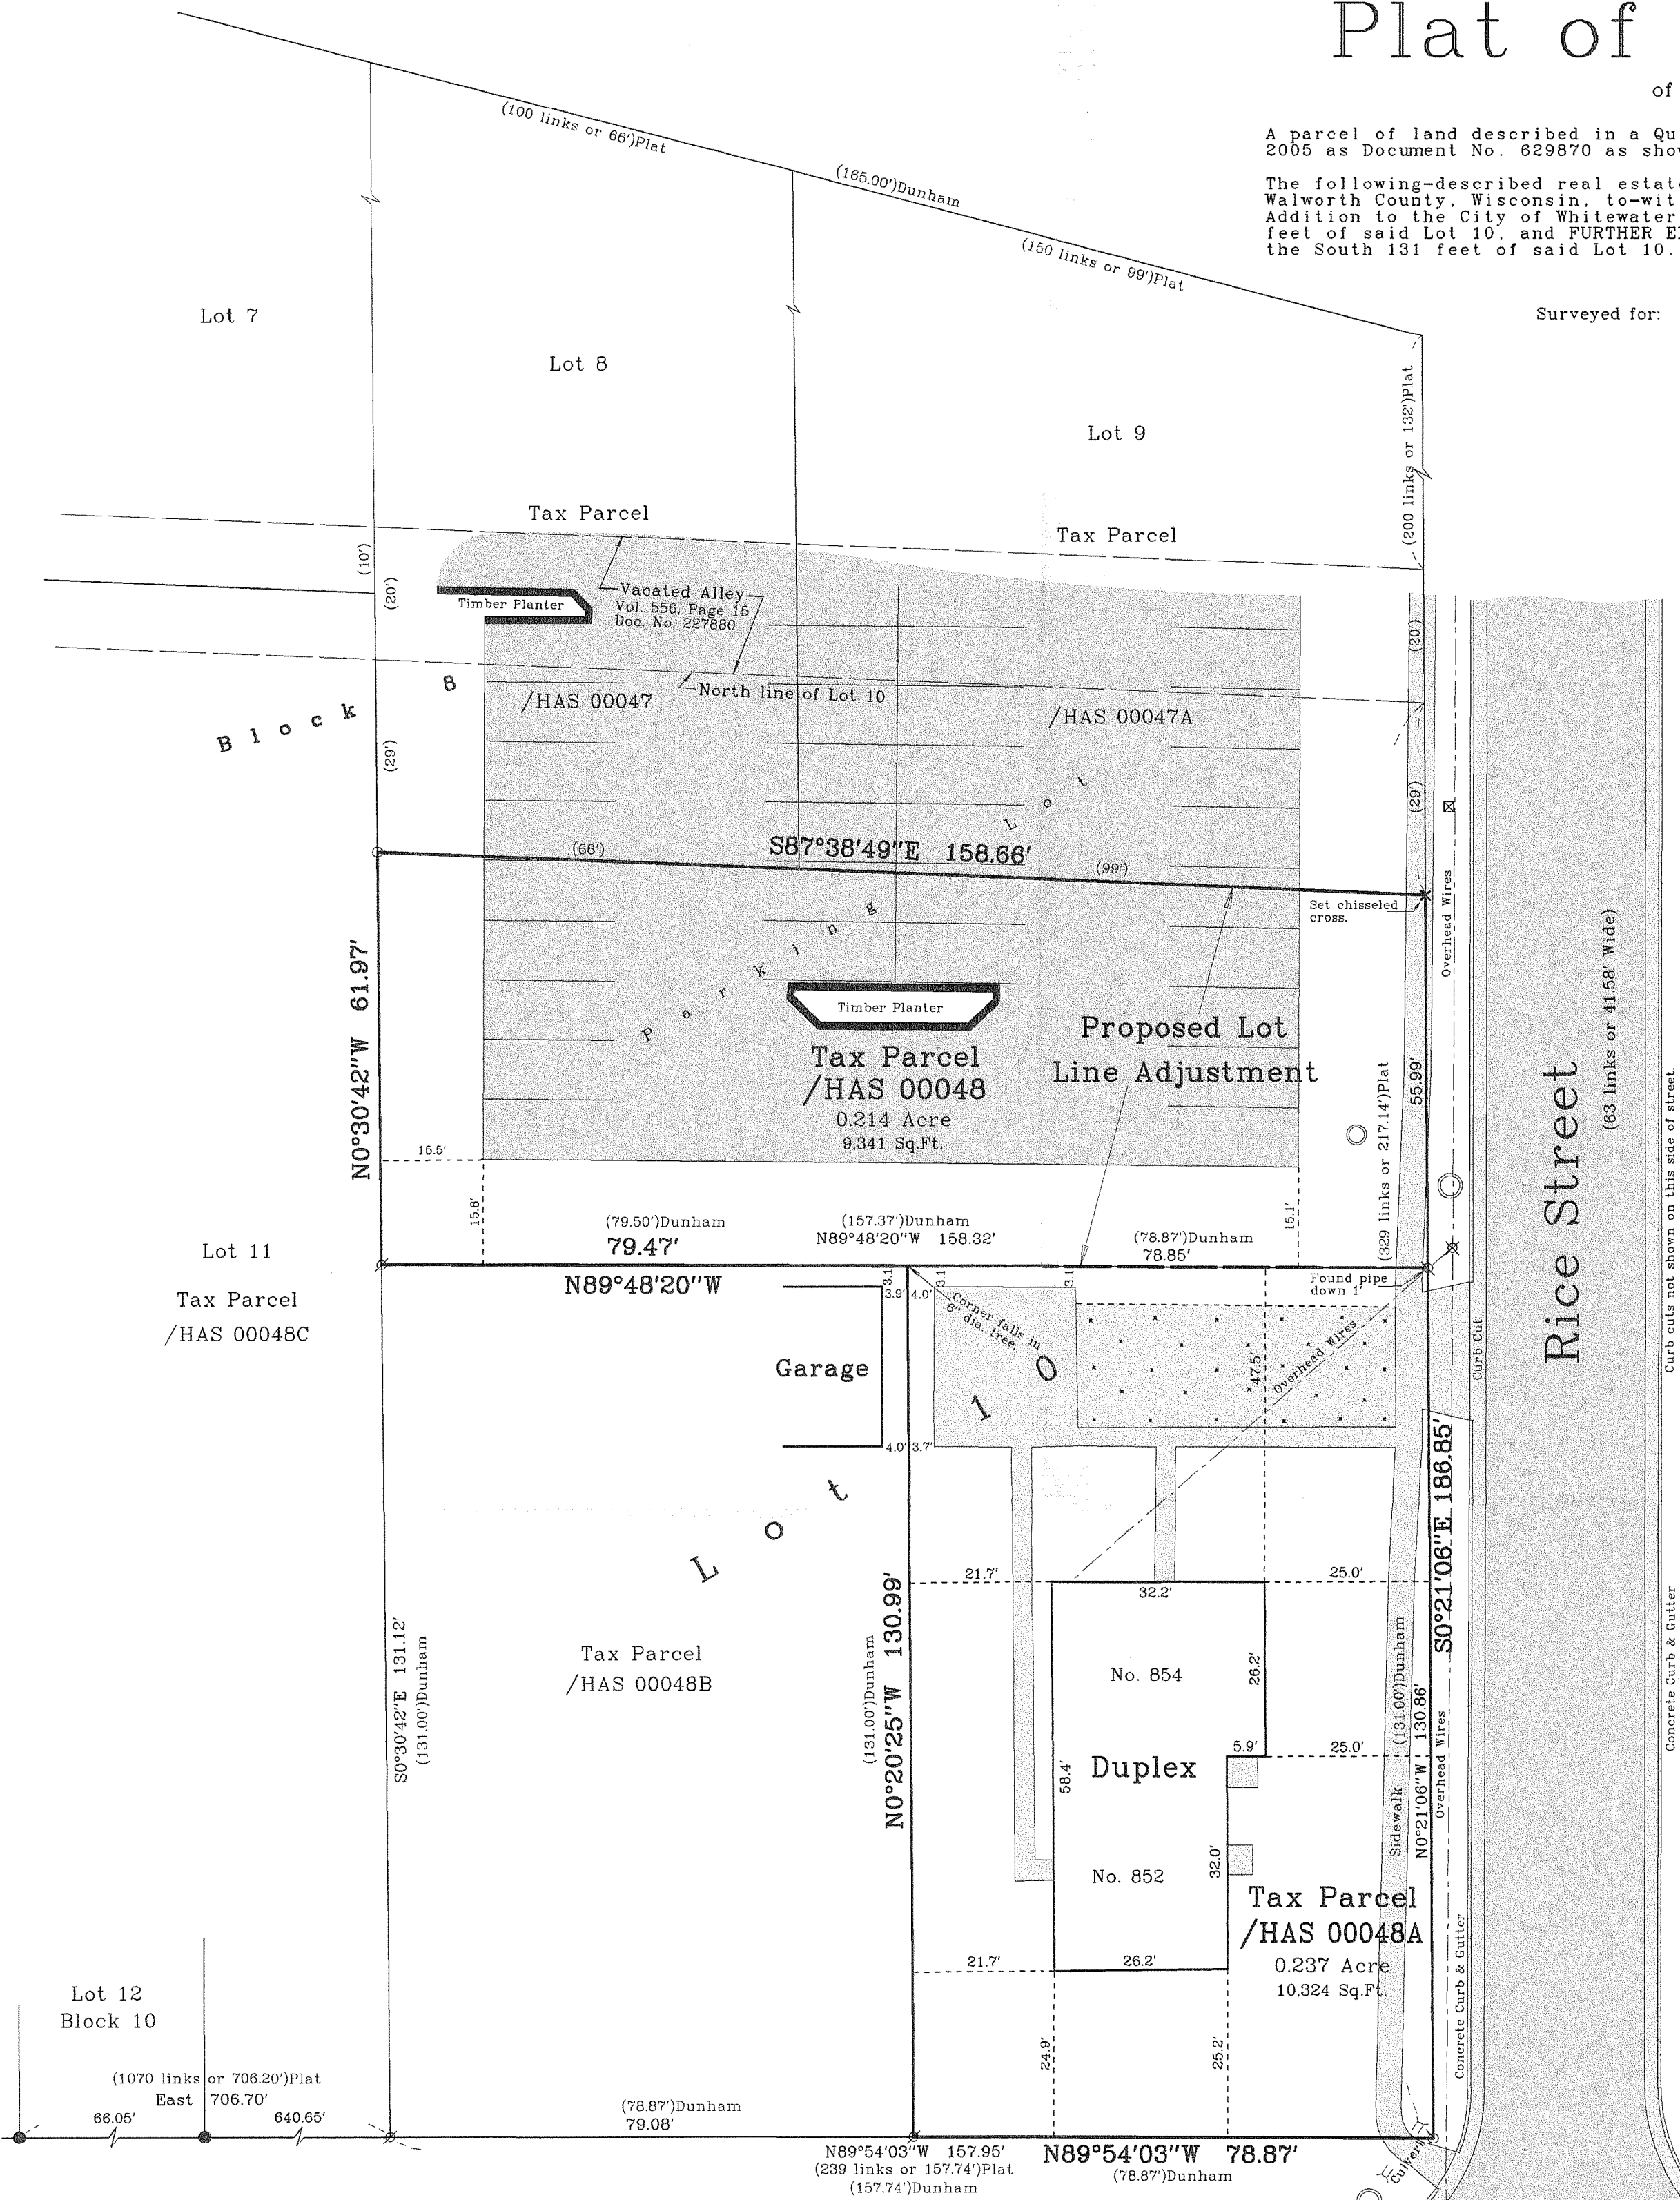 Plat of
of
A parcel of land described in a Qu
2005 as Document No. 629870 as sho
The following-described real estate
Walworth County, Wisconsin, to-wit
Addition to the City of Whitewater
feet of said Lot 10, and FURTHER E
the South 131 feet of said Lot 10.
Surveyed for:
(100 links or 66')Plat
(165.00')Dunham
(150 links or 99')Plat
Lot 7
Lot 8
Lot 9
(200 links or 132')Plat
Tax Parcel
Tax Parcel
(10')
(20')
Timber Planter
Vacated Alley
Vol. 556, Page 15
Doc. No. 227880
(20')
Block 8
/HAS 00047
North line of Lot 10
/HAS 00047A
(29')
(29')
Parking Lot
(66')
S87°38'49"E 158.66'
(99')
Set chisseled
cross.
Overhead Wires
N0°30'42"W 61.97'
Timber Planter
Proposed Lot
Line Adjustment
Tax Parcel
/HAS 00048
0.214 Acre
9,341 Sq.Ft.
55.99'
(329 links or 217.14')Plat
Rice Street
(63 links or 41.58' Wide)
Curb cuts not shown on this side of street.
15.5'
15.8'
15.1'
(79.50')Dunham
79.47'
(157.37')Dunham
N89°48'20"W 158.32'
(78.87')Dunham
78.85'
Lot 11
Tax Parcel
/HAS 00048C
N89°48'20"W
3.1
3.1
3.1
3.9'
4.0'
Corner falls in
6" dia. tree.
Found pipe
down 1'
Garage
Lot 10
47.5'
Overhead Wires
Curb Cut
4.0'
3.7'
S0°21'06"E 186.85'
21.7'
32.2'
25.0'
N0°20'25"W 130.99'
(131.00')Dunham
S0°30'42"E 131.12'
(131.00')Dunham
Tax Parcel
/HAS 00048B
No. 854
26.2'
5.9'
25.0'
Duplex
58.4'
No. 852
32.0'
Sidewalk
(131.00')Dunham
N0°21'06"W 130.86'
Overhead Wires
Concrete Curb & Gutter
Tax Parcel
/HAS 00048A
0.237 Acre
10,324 Sq.Ft.
Concrete Curb & Gutter
21.7'
26.2'
24.9'
25.2'
Lot 12
Block 10
(1070 links or 706.20')Plat
East 706.70'
66.05'
640.65'
(78.87')Dunham
79.08'
N89°54'03"W 157.95'
(239 links or 157.74')Plat
(157.74')Dunham
N89°54'03"W 78.87'
(78.87')Dunham
Culvert